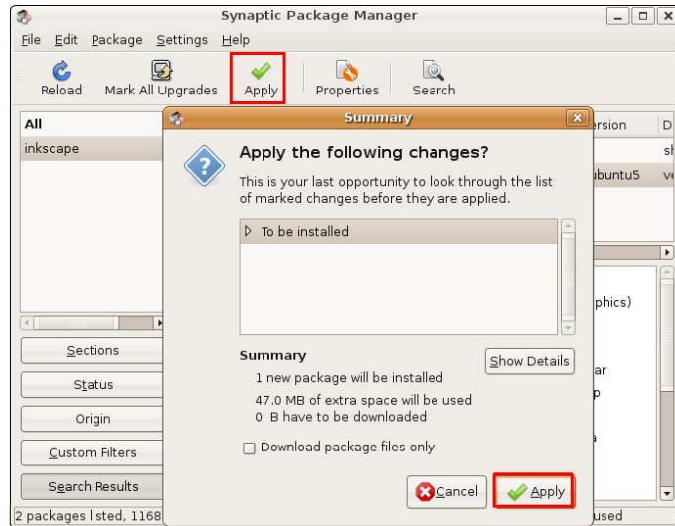 Synaptic Package Manager
File Edit Package Settings Help
Reload Mark All Upgrades Apply Properties Search
All
inkscape
Sections
Status
Origin
Custom Filters
Search Results
2 packages listed, 1168
Summary
Apply the following changes?
This is your last opportunity to look through the list
of marked changes before they are applied.
To be installed
Summary
Show Details
1 new package will be installed
47.0 MB of extra space will be used
0 B have to be downloaded
Download package files only
Cancel Apply
ersion D
sh
ubuntu5 ve
phics)
ar
p
a
used